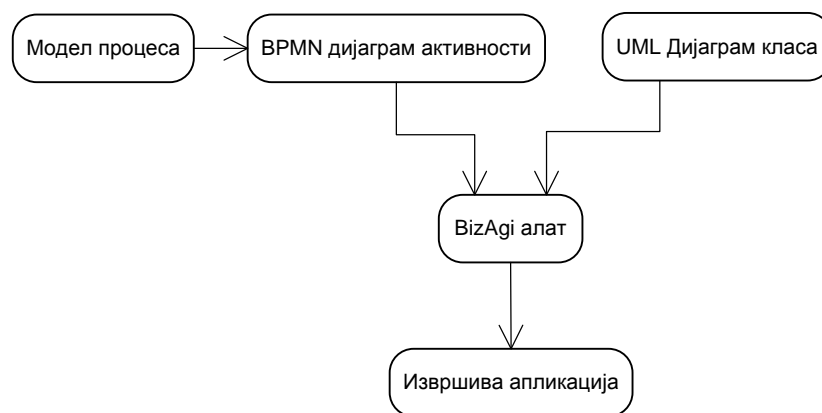 Модел процеса
BPMN дијаграм активности
UML Дијаграм класа
BizAgi алат
Извршива апликација